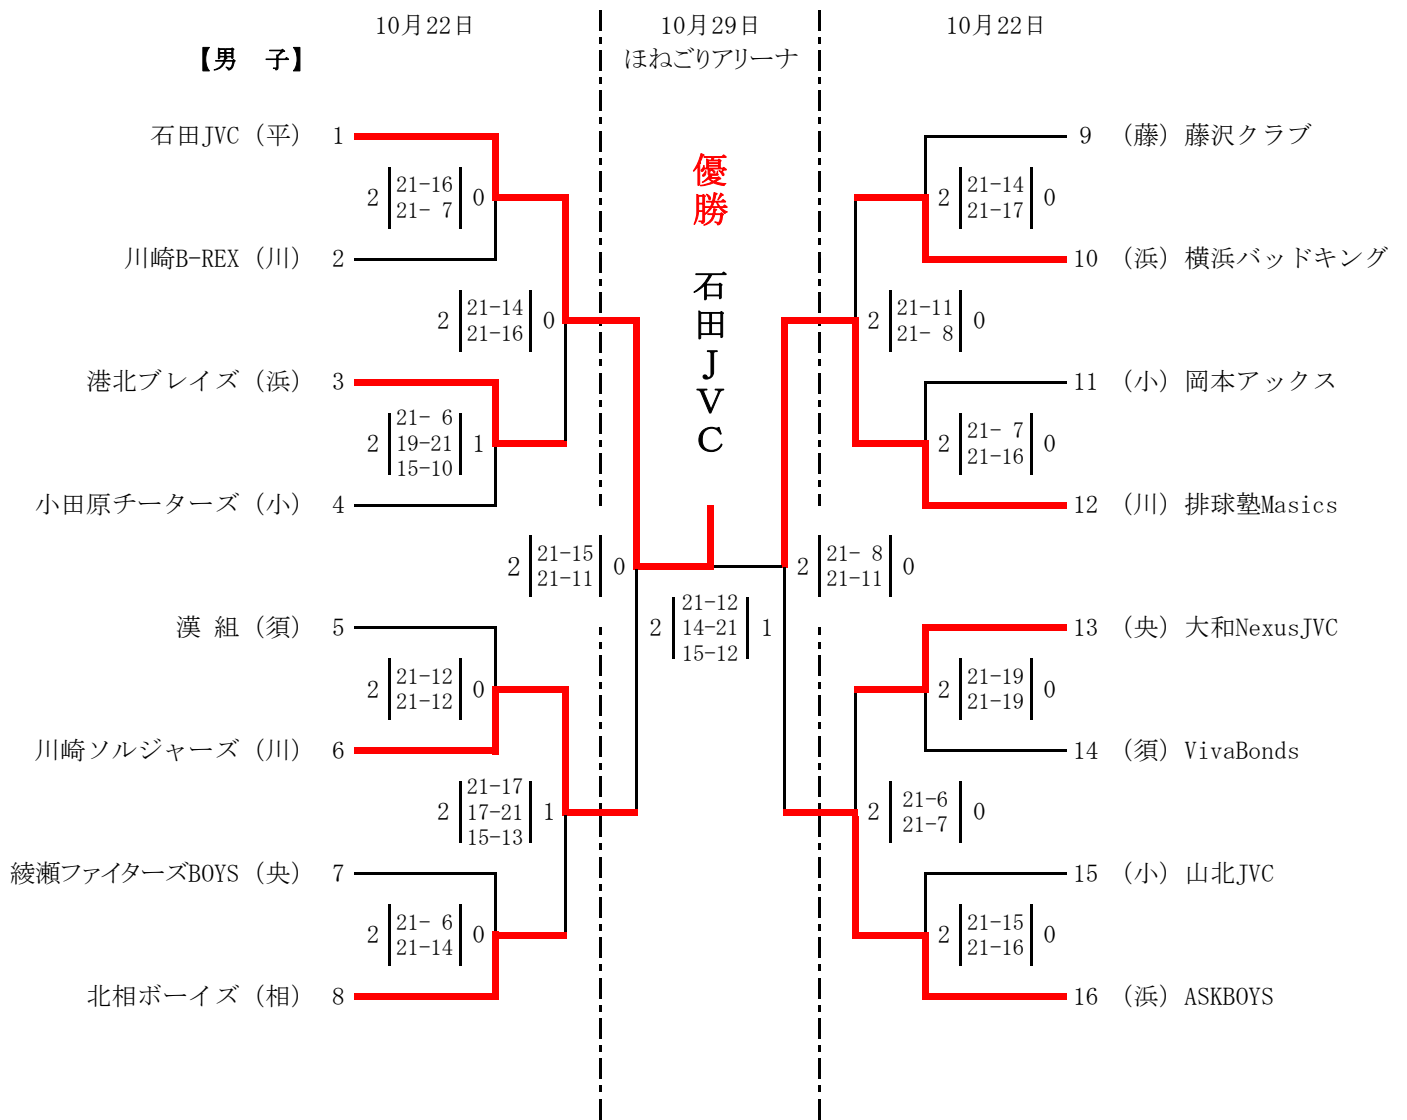 10月22日
10月29日
10月22日
【男　子】
ほねごりアリーナ
石田JVC（平） 1
9 （藤）藤沢クラブ
2 21-16 0
21- 7
2 21-14 0
21-17
川崎B-REX（川） 2
10 （浜）横浜バッドキング
優勝　石田JVC
2 21-14 0
21-16
2 21-11 0
21- 8
港北ブレイズ（浜） 3
11 （小）岡本アックス
21- 6
2 19-21 1
15-10
2 21- 7 0
21-16
小田原チーターズ（小） 4
12 （川）排球塾Masics
2 21-15 0
21-11
2 21- 8 0
21-11
21-12
2 14-21 1
15-12
漢 組（須） 5
13 （央）大和NexusJVC
2 21-12 0
21-12
2 21-19 0
21-19
川崎ソルジャーズ（川） 6
14 （須）VivaBonds
21-17
2 17-21 1
15-13
2 21-6 0
21-7
綾瀬ファイターズBOYS（央） 7
15 （小）山北JVC
2 21- 6 0
21-14
2 21-15 0
21-16
北相ボーイズ（相） 8
16 （浜）ASKBOYS